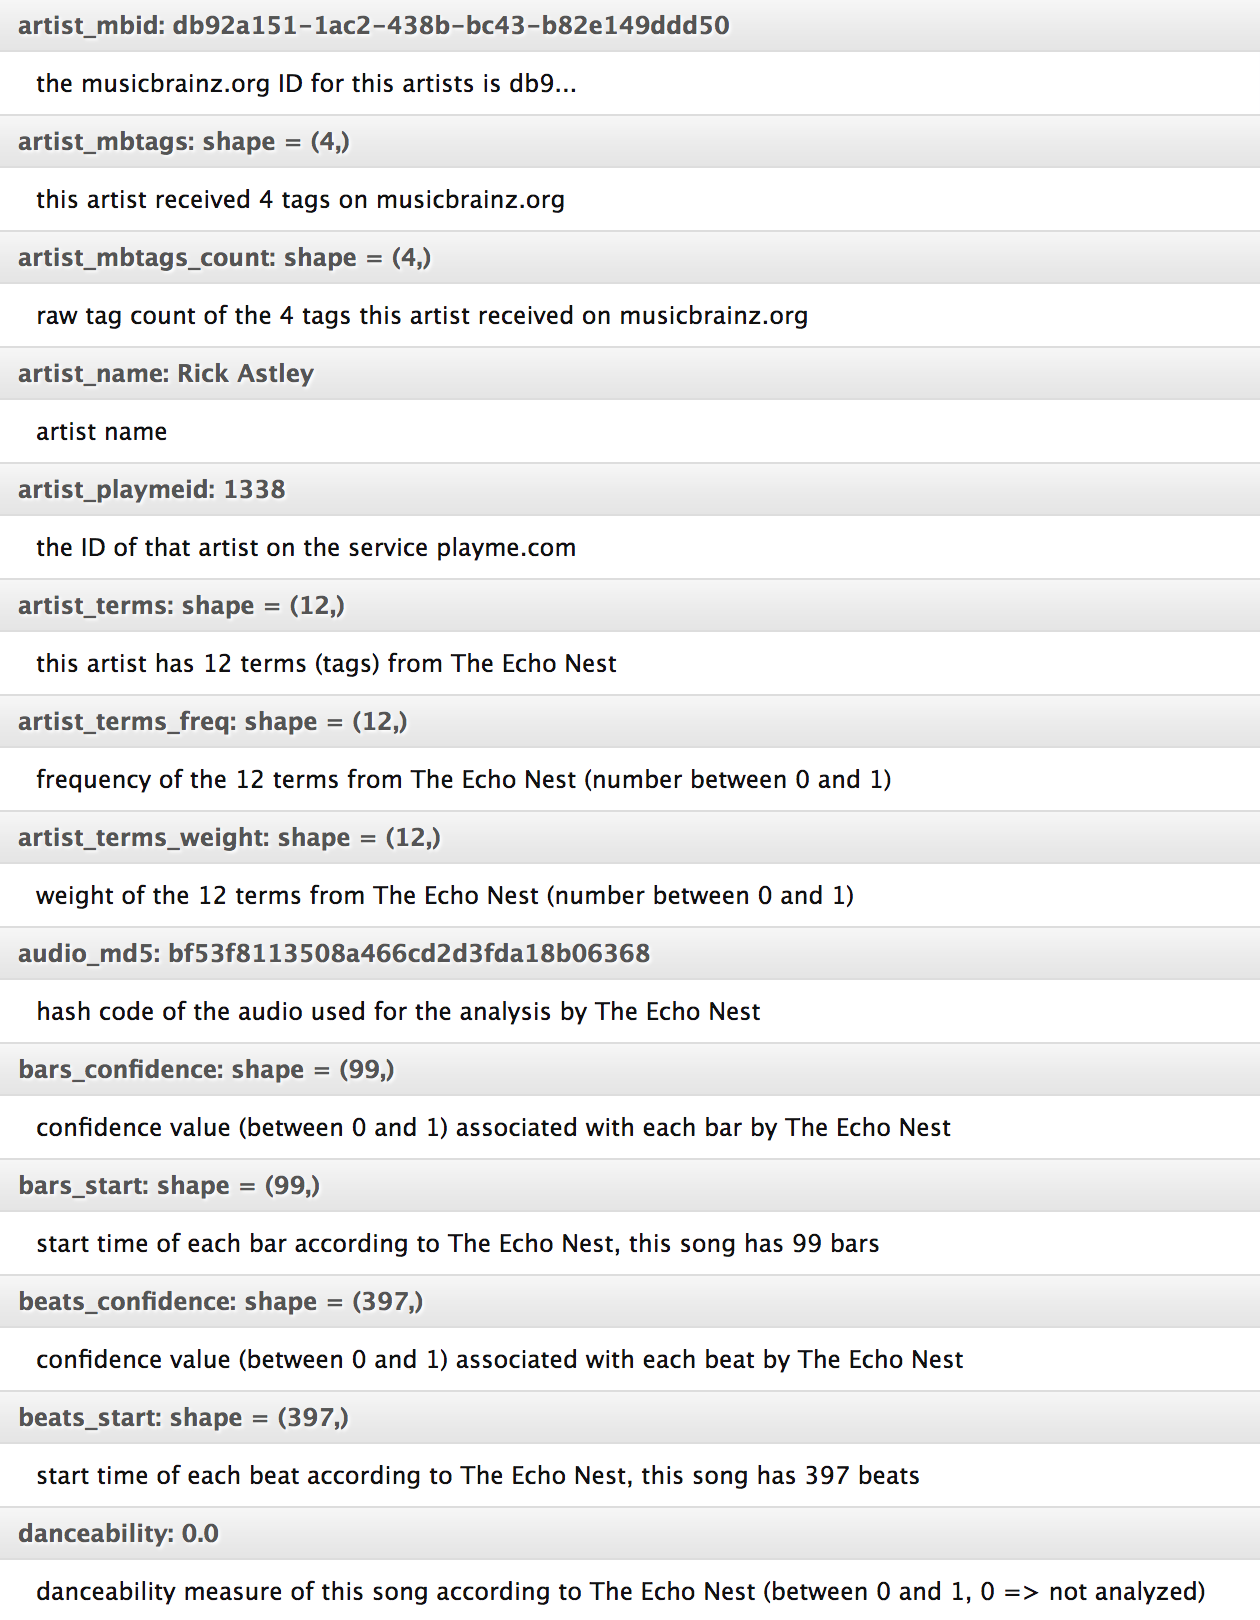 artist_mbid: db92a151-1ac2-438b-bc43-b82e149ddd50
the musicbrainz.org ID for this artists is db9...
artist_mbtags: shape = (4,)
this artist received 4 tags on musicbrainz.org
artist_mbtags_count: shape = (4,)
raw tag count of the 4 tags this artist received on musicbrainz.org
artist_name: Rick Astley
artist name
artist_playmeid: 1338
the ID of that artist on the service playme.com
artist_terms: shape = (12,)
this artist has 12 terms (tags) from The Echo Nest
artist_terms_freq: shape = (12,)
frequency of the 12 terms from The Echo Nest (number between 0 and 1)
artist_terms_weight: shape = (12,)
weight of the 12 terms from The Echo Nest (number between 0 and 1)
audio_md5: bf53f8113508a466cd2d3fda18b06368
hash code of the audio used for the analysis by The Echo Nest
bars_confidence: shape = (99,)
confidence value (between 0 and 1) associated with each bar by The Echo Nest
bars_start: shape = (99,)
start time of each bar according to The Echo Nest, this song has 99 bars
beats_confidence: shape = (397,)
confidence value (between 0 and 1) associated with each beat by The Echo Nest
beats_start: shape = (397,)
start time of each beat according to The Echo Nest, this song has 397 beats
danceability: 0.0
danceability measure of this song according to The Echo Nest (between 0 and 1, 0 => not analyzed)